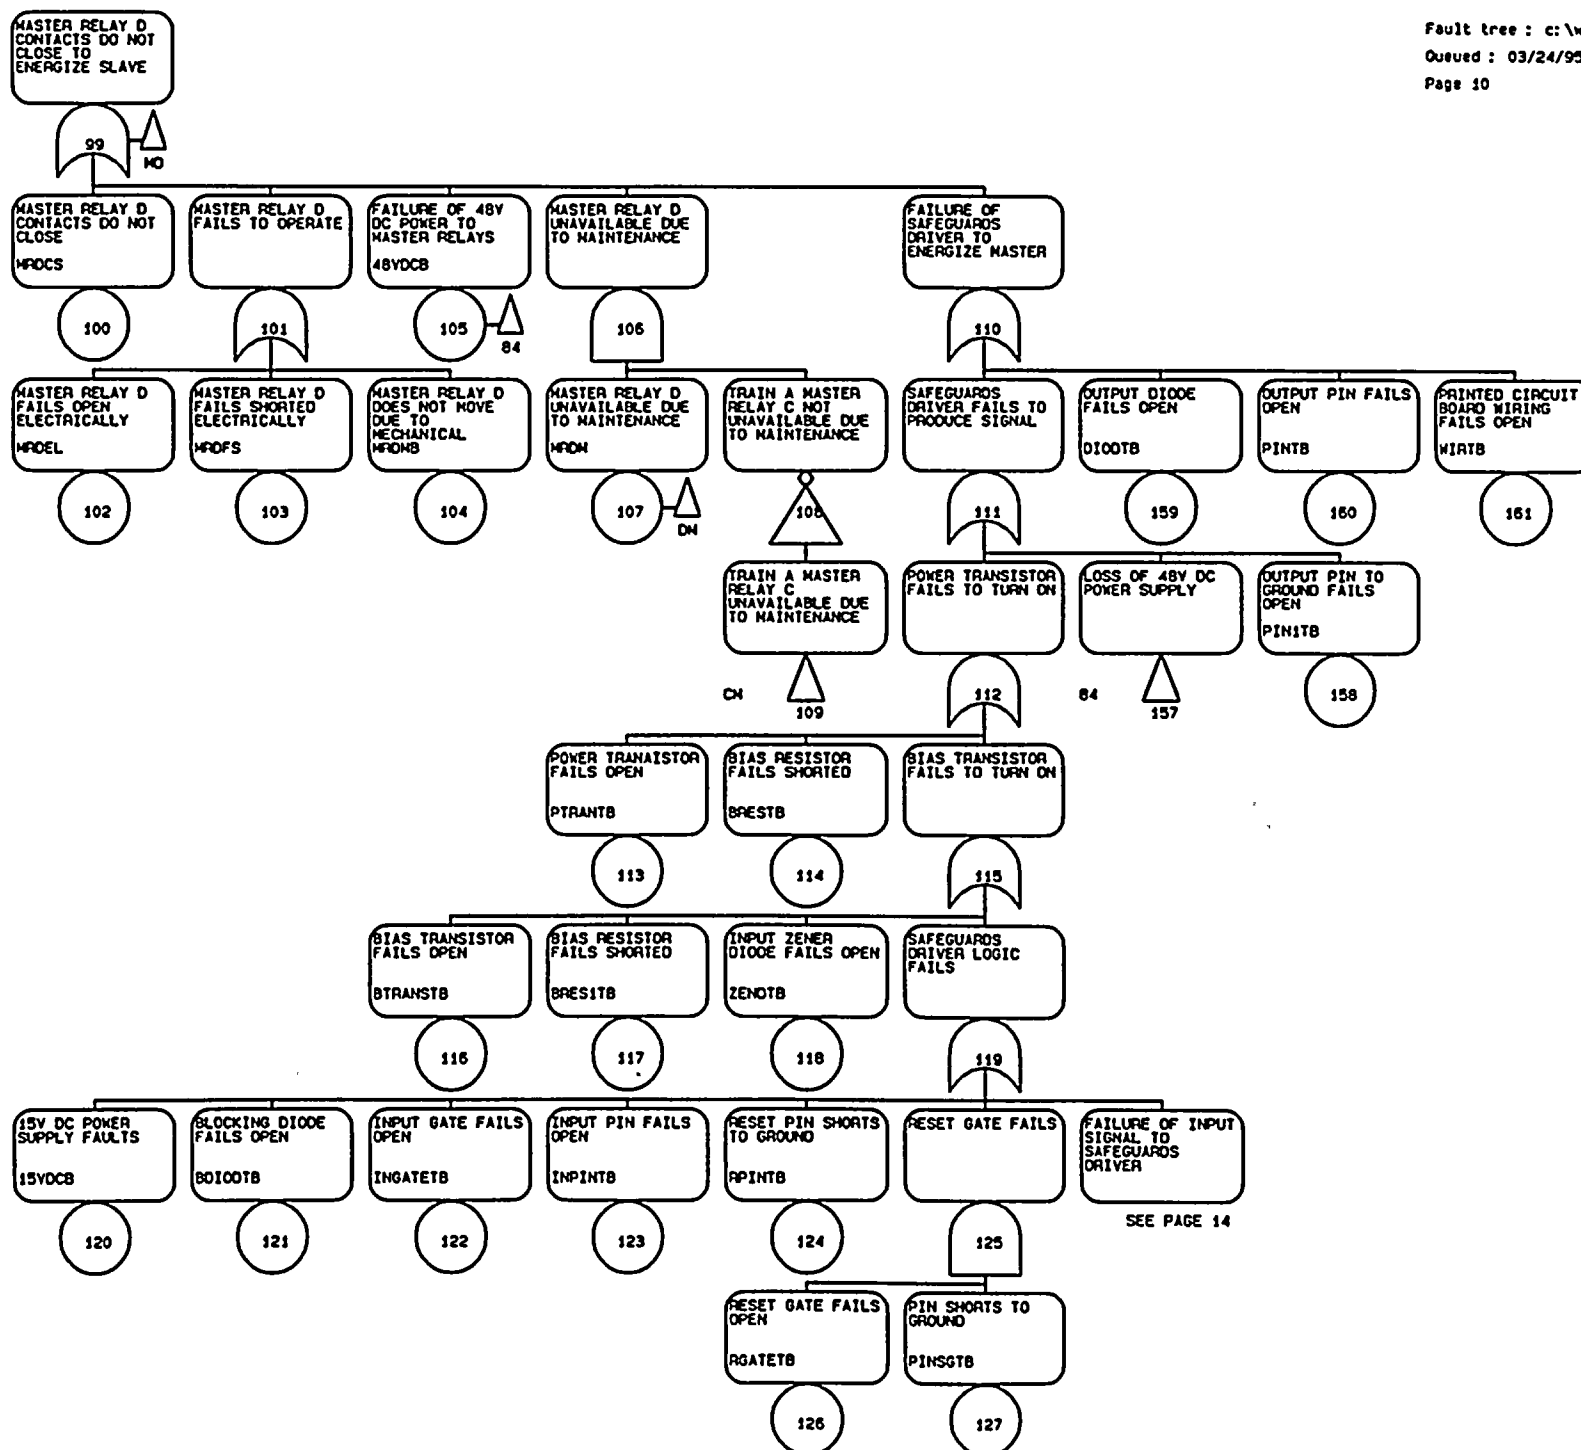 Fault tree : c:\w
Queued : 03/24/95
Page 10
MASTER RELAY D
CONTACTS DO NOT
CLOSE TO
ENERGIZE SLAVE
99
MD
MASTER RELAY D
CONTACTS DO NOT
CLOSE
MRDCS
100
MASTER RELAY D
FAILS TO OPERATE
101
FAILURE OF 48V
DC POWER TO
MASTER RELAYS
48VDCB
105
84
MASTER RELAY D
UNAVAILABLE DUE
TO MAINTENANCE
106
FAILURE OF
SAFEGUARDS
DRIVER TO
ENERGIZE MASTER
110
MASTER RELAY D
FAILS OPEN
ELECTRICALLY
MRDEL
102
MASTER RELAY D
FAILS SHORTED
ELECTRICALLY
MRDFS
103
MASTER RELAY D
DOES NOT MOVE
DUE TO
MECHANICAL
MRDMB
104
MASTER RELAY D
UNAVAILABLE DUE
TO MAINTENANCE
MRDM
107
DM
TRAIN A MASTER
RELAY C NOT
UNAVAILABLE DUE
TO MAINTENANCE
108
SAFEGUARDS
DRIVER FAILS TO
PRODUCE SIGNAL
111
OUTPUT DIODE
FAILS OPEN
DIODTB
159
OUTPUT PIN FAILS
OPEN
PINTB
160
PRINTED CIRCUIT
BOARD WIRING
FAILS OPEN
WIRTB
161
TRAIN A MASTER
RELAY C
UNAVAILABLE DUE
TO MAINTENANCE
CM
109
POWER TRANSISTOR
FAILS TO TURN ON
112
LOSS OF 48V DC
POWER SUPPLY
84
157
OUTPUT PIN TO
GROUND FAILS
OPEN
PIN1TB
158
POWER TRANAISTOR
FAILS OPEN
PTRANTB
113
BIAS RESISTOR
FAILS SHORTED
BRESTB
114
BIAS TRANSISTOR
FAILS TO TURN ON
115
BIAS TRANSISTOR
FAILS OPEN
BTRANSTB
116
BIAS RESISTOR
FAILS SHORTED
BRES1TB
117
INPUT ZENER
DIODE FAILS OPEN
ZENDTB
118
SAFEGUARDS
DRIVER LOGIC
FAILS
119
15V DC POWER
SUPPLY FAULTS
15VDCB
120
BLOCKING DIODE
FAILS OPEN
BDIODTB
121
INPUT GATE FAILS
OPEN
INGATETB
122
INPUT PIN FAILS
OPEN
INPINTB
123
RESET PIN SHORTS
TO GROUND
RPINTB
124
RESET GATE FAILS
125
FAILURE OF INPUT
SIGNAL TO
SAFEGUARDS
DRIVER
SEE PAGE 14
RESET GATE FAILS
OPEN
RGATETB
126
PIN SHORTS TO
GROUND
PINSGTB
127